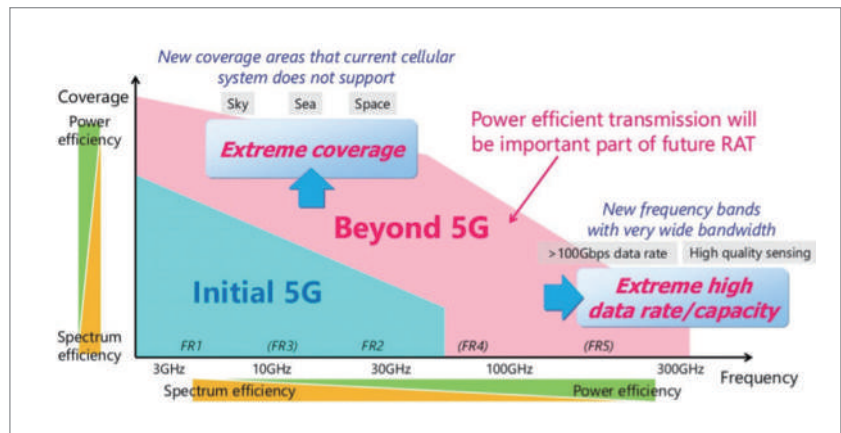 New coverage areas that current cellular
system does not support
Coverage
Sky
Sea
Space
Power
efficiency
Extreme coverage
Power efficient transmission will
be important part of future RAT
Beyond 5G
New frequency bands
with very wide bandwidth
>100Gbps data rate
High quality sensing
Initial 5G
Extreme high
data rate/capacity
Spectrum
efficiency
FR1
(FR3)
FR2
(FR4)
(FR5)
3GHz
10GHz
30GHz
100GHz
300GHz
Frequency
Spectrum efficiency
Power efficiency